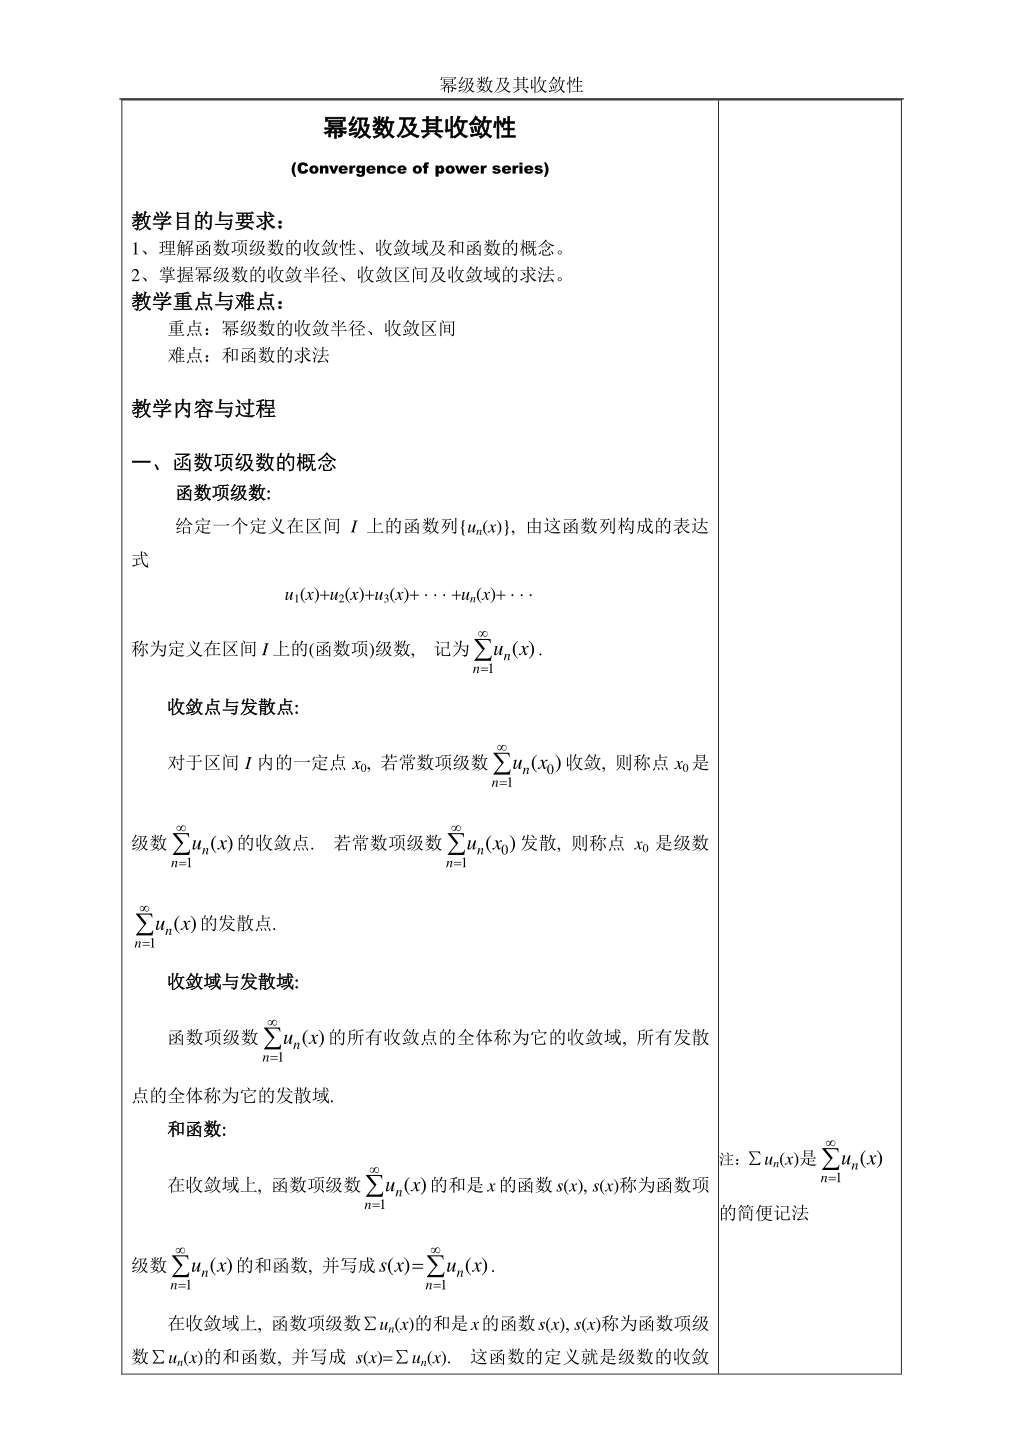 幂级数及其收敛性
幂级数及其收敛性
(Convergence of power series)
教学目的与要求：
1、理解函数项级数的收敛性、收敛域及和函数的概念。
2、掌握幂级数的收敛半径、收敛区间及收敛域的求法。
教学重点与难点：
重点：幂级数的收敛半径、收敛区间
难点：和函数的求法
教学内容与过程
一、函数项级数的概念
函数项级数:
给定一个定义在区间 I 上的函数列{uₙ(x)}, 由这函数列构成的表达
式
u₁(x)+u₂(x)+u₃(x)+ · · · +uₙ(x)+ · · ·
称为定义在区间 I 上的(函数项)级数, 记为 $\sum_{n=1}^{\infty}u_n(x)$ .
收敛点与发散点:
对于区间 I 内的一定点 x₀, 若常数项级数 $\sum_{n=1}^{\infty}u_n(x_0)$ 收敛, 则称点 x₀ 是
级数 $\sum_{n=1}^{\infty}u_n(x)$ 的收敛点. 若常数项级数 $\sum_{n=1}^{\infty}u_n(x_0)$ 发散, 则称点 x₀ 是级数
$\sum_{n=1}^{\infty}u_n(x)$ 的发散点.
收敛域与发散域:
函数项级数 $\sum_{n=1}^{\infty}u_n(x)$ 的所有收敛点的全体称为它的收敛域, 所有发散
点的全体称为它的发散域.
和函数:
在收敛域上, 函数项级数 $\sum_{n=1}^{\infty}u_n(x)$ 的和是 x 的函数 s(x), s(x)称为函数项
级数 $\sum_{n=1}^{\infty}u_n(x)$ 的和函数, 并写成 $s(x)=\sum_{n=1}^{\infty}u_n(x)$ .
在收敛域上, 函数项级数∑uₙ(x)的和是 x 的函数 s(x), s(x)称为函数项级
数∑uₙ(x)的和函数, 并写成 s(x)=∑uₙ(x). 这函数的定义就是级数的收敛
注：∑uₙ(x)是 $\sum_{n=1}^{\infty}u_n(x)$
的简便记法